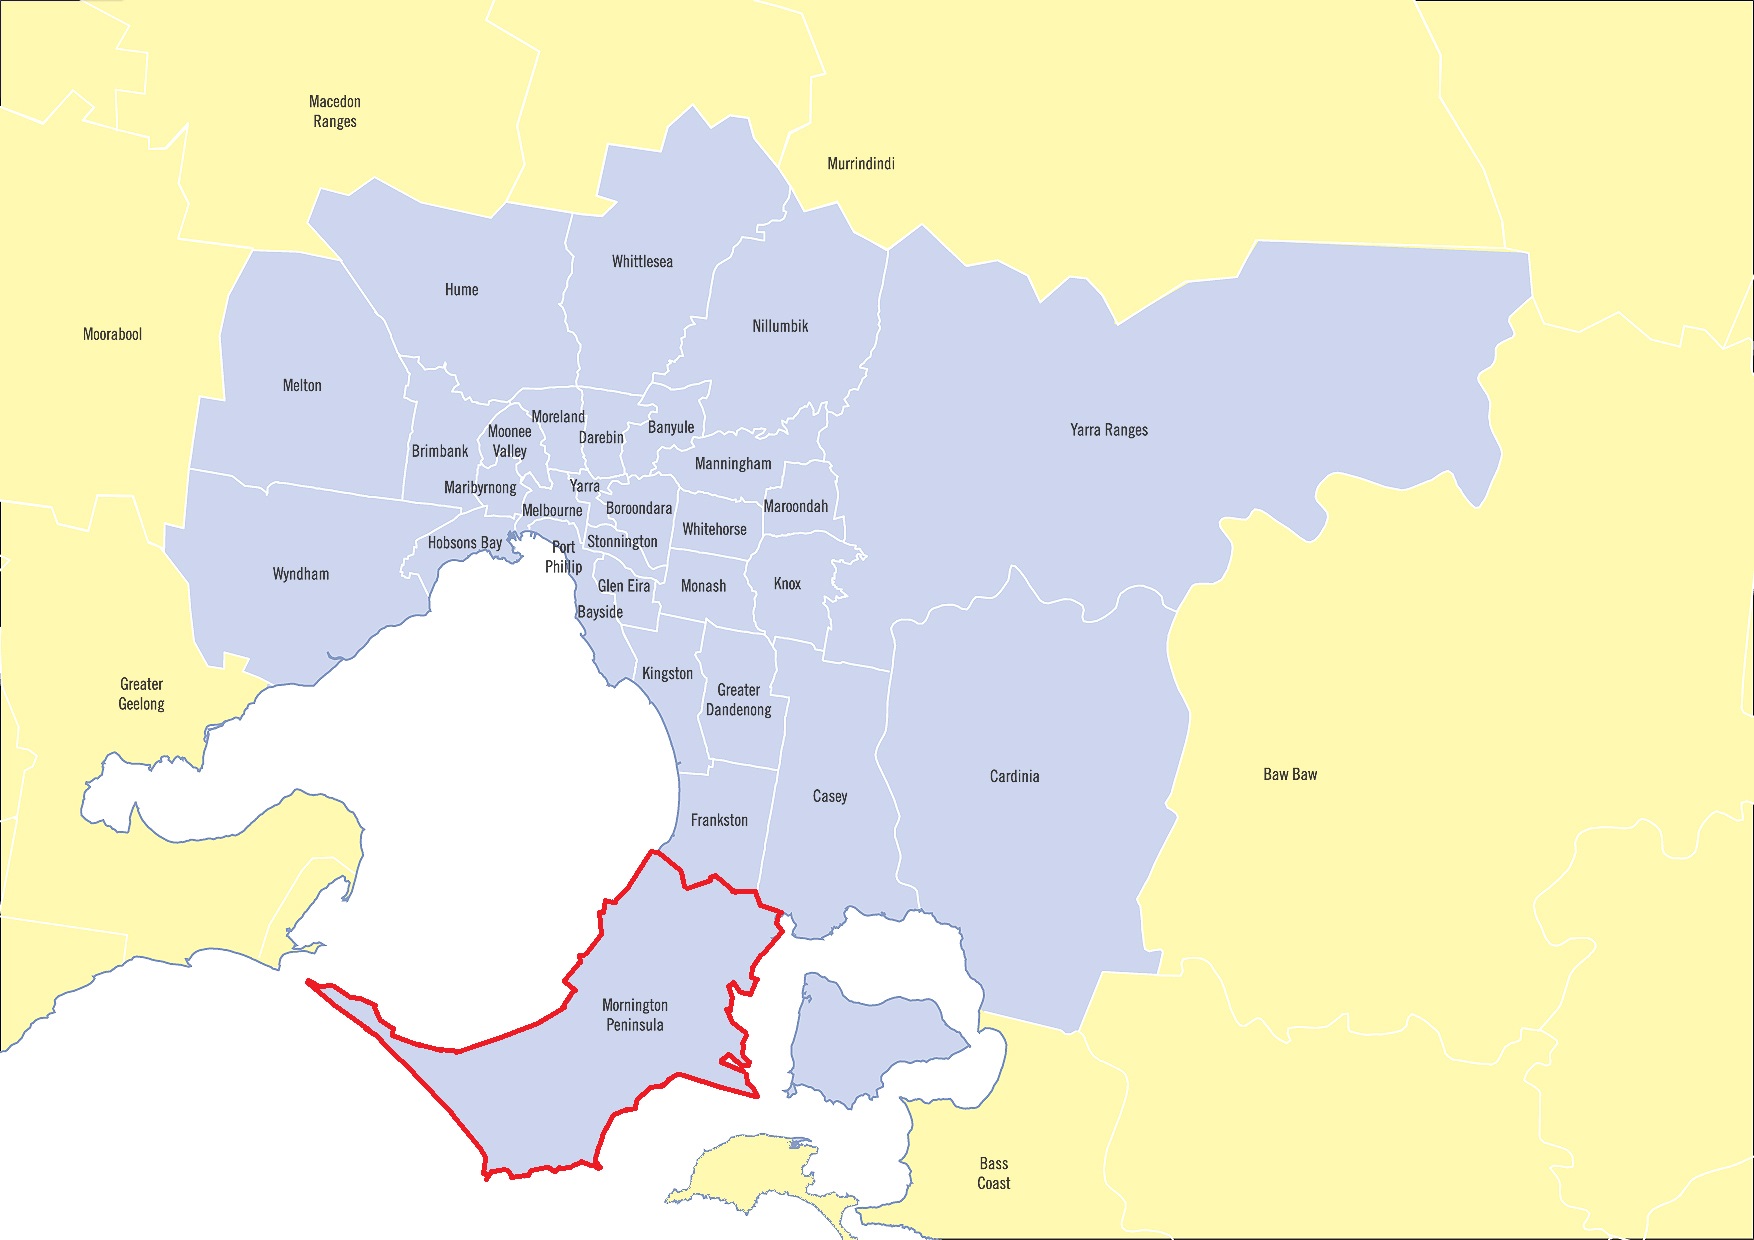 Macedon
Ranges
Murrindindi
Whittlesea
Hume
Nillumbik
Moorabool
Melton
Moreland
Moonee
Valley
Darebin
Banyule
Yarra Ranges
Brimbank
Manningham
Maribyrnong
Yarra
Melbourne
Boroondara
Maroondah
Whitehorse
Hobsons Bay
Port
Phillip
Stonnington
Wyndham
Glen Eira
Monash
Knox
Bayside
Kingston
Greater
Geelong
Greater
Dandenong
Casey
Cardinia
Baw Baw
Frankston
Mornington
Peninsula
Bass
Coast